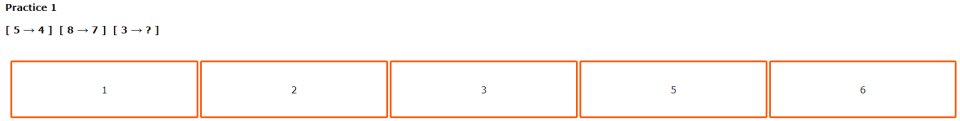 Practice 1
[ 5 → 4 ] [ 8 → 7 ] [ 3 → ? ]
1 2 3 5 6